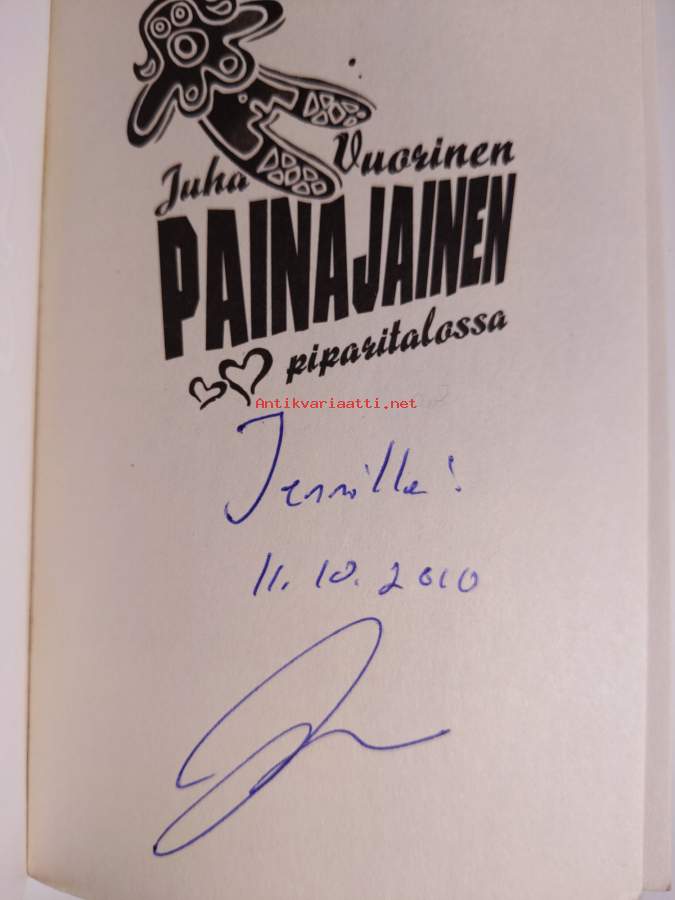 Juha Vuorinen
PAINAJAINEN
piparitalossa
Antikvariaatti.net
Jennille!
11.10.2010